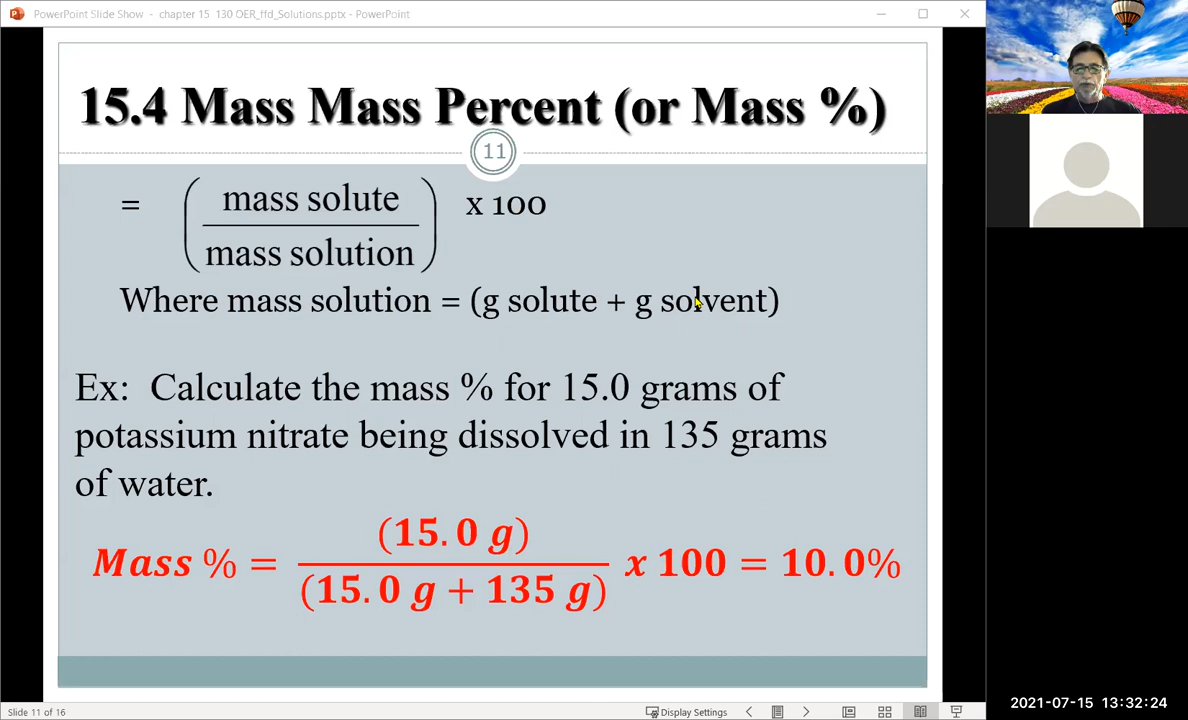 PowerPoint Slide Show - chapter 15 130 OER_ffd_Solutions.pptx - PowerPoint
15.4 Mass Mass Percent (or Mass %)
11
= (mass solute / mass solution) x 100
Where mass solution = (g solute + g solvent)
Ex: Calculate the mass % for 15.0 grams of
potassium nitrate being dissolved in 135 grams
of water.
Mass % = (15.0 g) / (15.0 g + 135 g) x 100 = 10.0%
Slide 11 of 16
Display Settings
2021-07-15 13:32:24